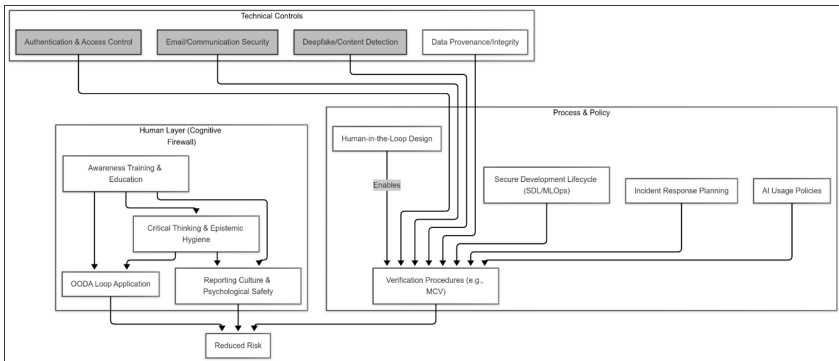 Technical Controls
Authentication & Access Control
Email/Communication Security
Deepfake/Content Detection
Data Provenance/Integrity
Human Layer (Cognitive
Firewall)
Awareness Training &
Education
Critical Thinking & Epistemic
Hygiene
OODA Loop Application
Reporting Culture &
Psychological Safety
Process & Policy
Human-in-the-Loop Design
Enables
Secure Development Lifecycle
(SDL/MLOps)
Incident Response Planning
AI Usage Policies
Verification Procedures (e.g.,
MCV)
Reduced Risk